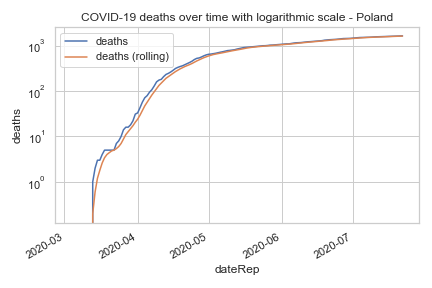 COVID-19 deaths over time with logarithmic scale - Poland
deaths
deaths (rolling)
10³
10²
10¹
10⁰
deaths
2020-03
2020-04
2020-05
2020-06
2020-07
dateRep